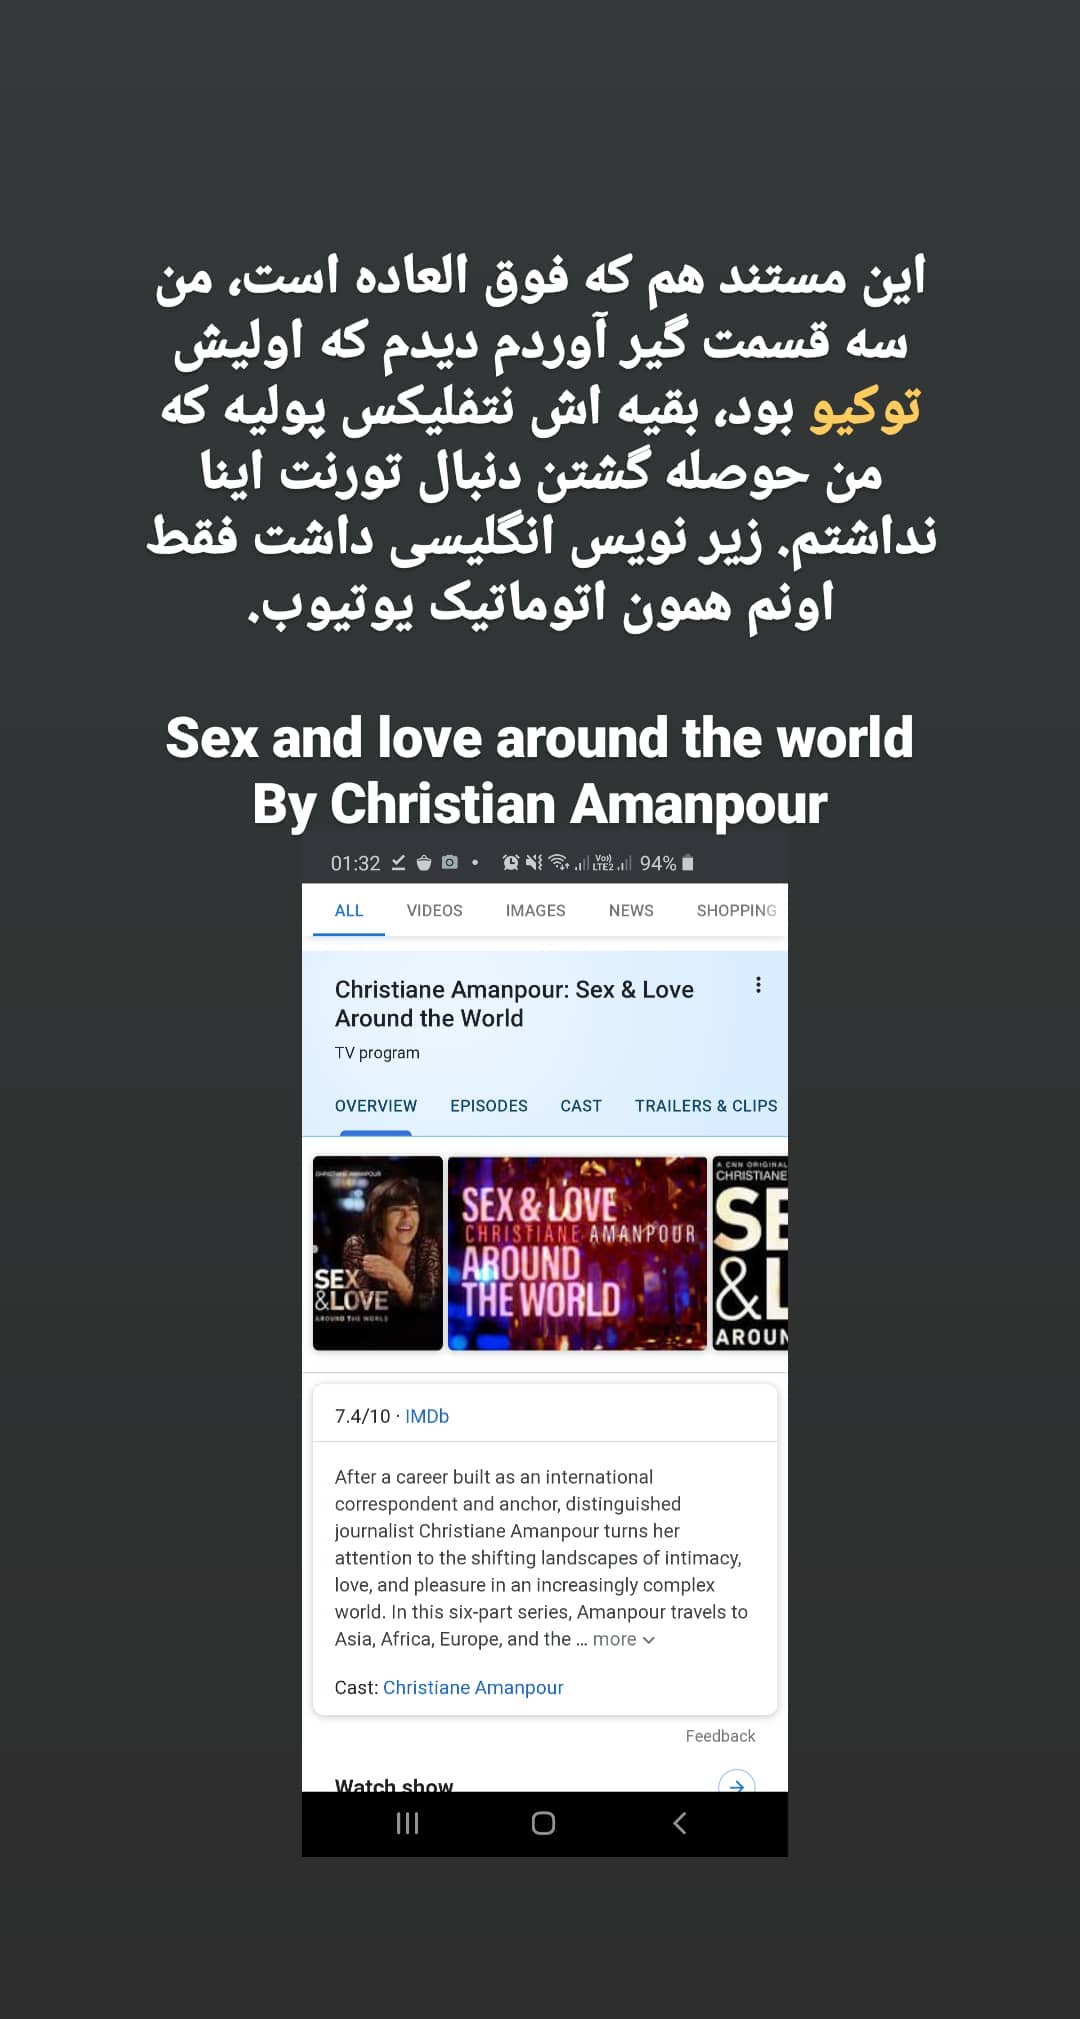 این مستند هم که فوق العاده است، من
سه قسمت گیر آوردم دیدم که اولیش
توکیو بود، بقیه اش نتفلیکس پولیه که
من حوصله گشتن دنبال تورنت اینا
نداشتم. زیر نویس انگلیسی داشت فقط
اونم همون اتوماتیک یوتیوب.
Sex and love around the world
By Christian Amanpour
01:32 94%
ALL VIDEOS IMAGES NEWS SHOPPING
Christiane Amanpour: Sex & Love
Around the World
TV program
OVERVIEW EPISODES CAST TRAILERS & CLIPS
CHRISTIANE AMANPOUR
SEX
&LOVE
AROUND THE WORLD
SEX & LOVE
CHRISTIANE AMANPOUR
AROUND
THE WORLD
A CNN ORIGINAL
CHRISTIANE
SE
&L
AROUN
7.4/10 · IMDb
After a career built as an international
correspondent and anchor, distinguished
journalist Christiane Amanpour turns her
attention to the shifting landscapes of intimacy,
love, and pleasure in an increasingly complex
world. In this six-part series, Amanpour travels to
Asia, Africa, Europe, and the ... more
Cast: Christiane Amanpour
Feedback
Watch show